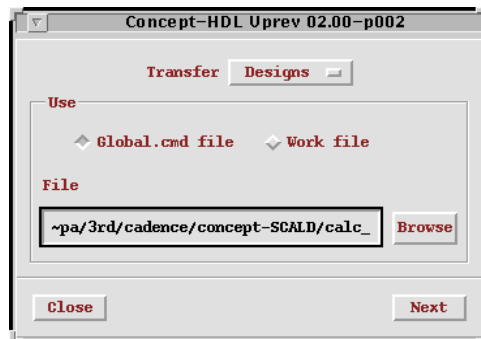 Concept-HDL Uprev 02.00-p002
Transfer Designs
Use
Global.cmd file Work file
File
~pa/3rd/cadence/concept-SCALD/calc_ Browse
Close Next